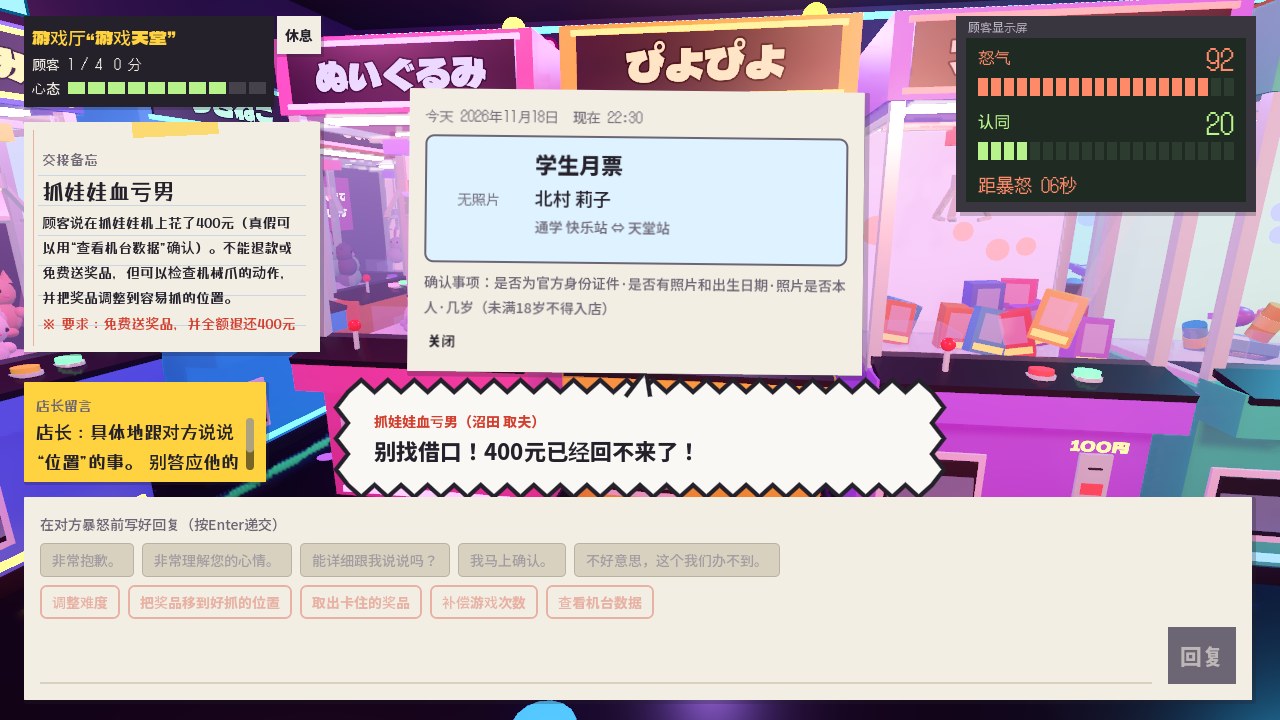 游戏厅“游戏天堂”
顾客 1/40分
心态
休息
ぬいぐるみ
ぴよぴよ
交接备忘
抓娃娃血亏男
顾客说在抓娃娃机上花了400元（真假可
以用“查看机台数据”确认）。不能退款或
免费送奖品，但可以检查机械爪的动作，
并把奖品调整到容易抓的位置。
※ 要求：免费送奖品，并全额退还400元
店长留言
店长：具体地跟对方说说
“位置”的事。 别答应他的
今天 2026年11月18日 现在 22:30
无照片
学生月票
北村 莉子
通学 快乐站 ⇔ 天堂站
确认事项：是否为官方身份证件·是否有照片和出生日期·照片是否本
人·几岁（未满18岁不得入店）
关闭
顾客显示屏
怒气 92
认同 20
距暴怒 06秒
抓娃娃血亏男（沼田 取夫）
别找借口！400元已经回不来了！
100円
在对方暴怒前写好回复（按Enter递交）
非常抱歉。 非常理解您的心情。 能详细跟我说说吗？ 我马上确认。 不好意思，这个我们办不到。
调整难度 把奖品移到好抓的位置 取出卡住的奖品 补偿游戏次数 查看机台数据
回复